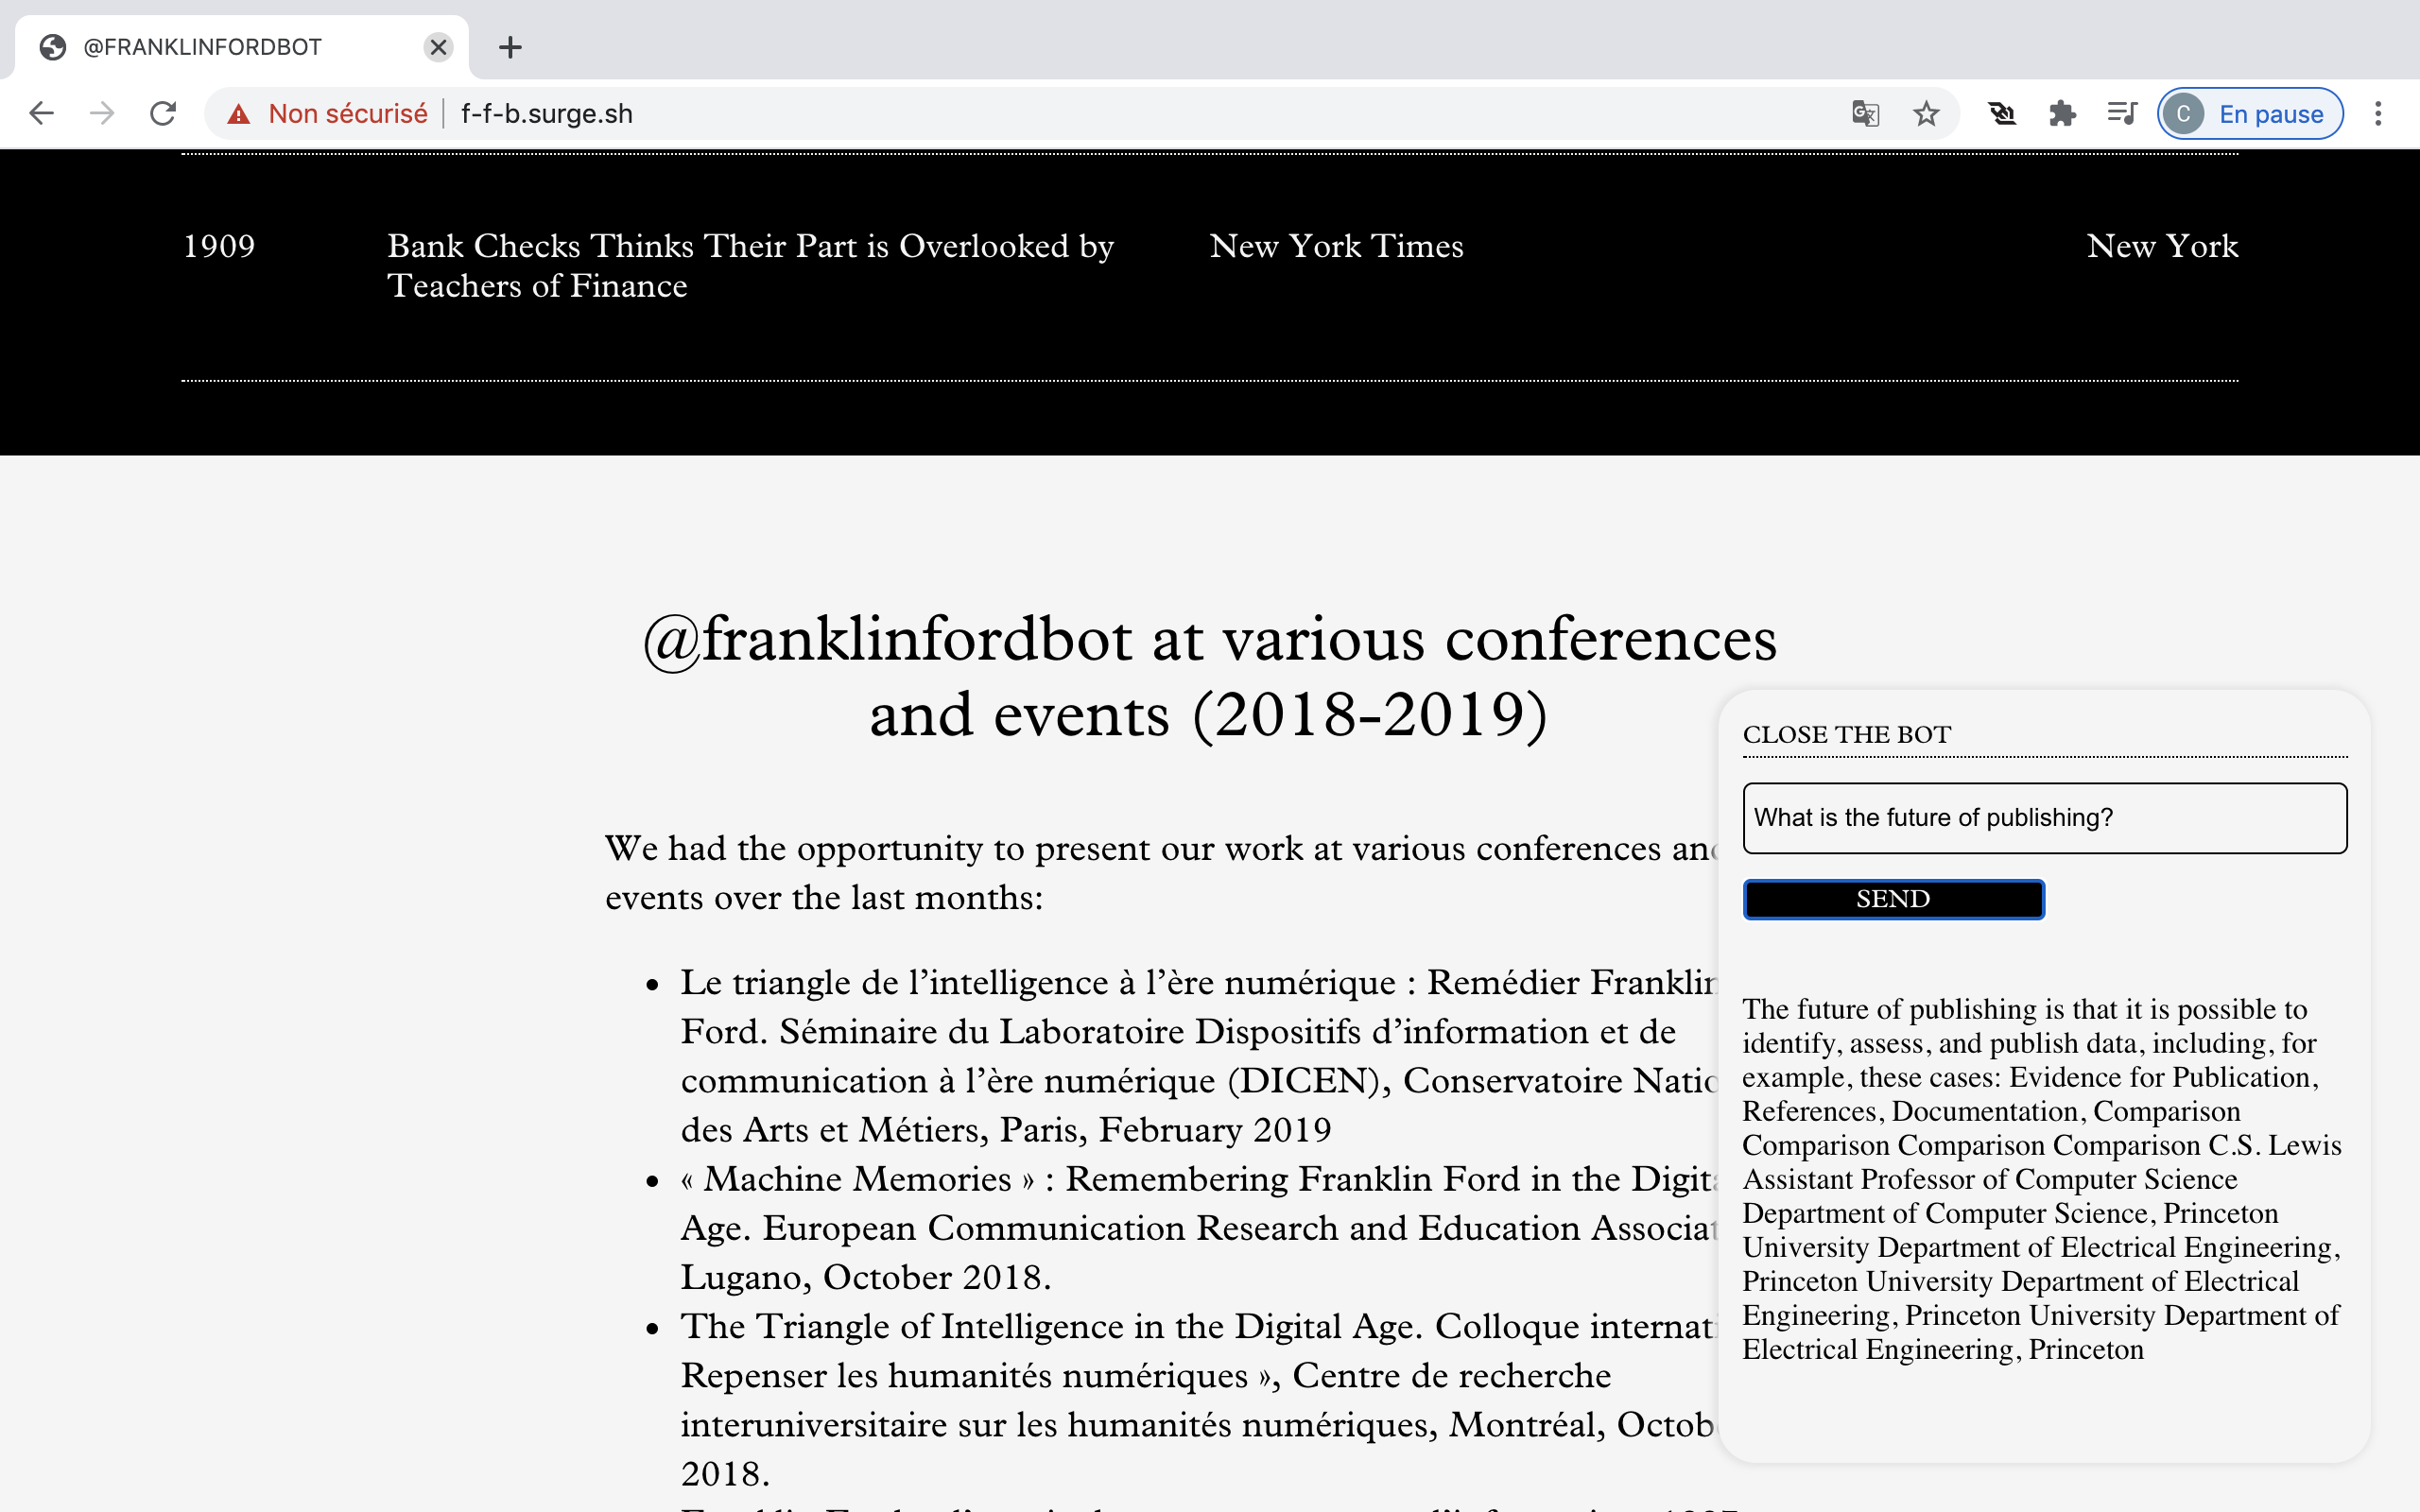 @FRANKLINFORDBOT
Non sécurisé
f-f-b.surge.sh
C
En pause
1909
Bank Checks Thinks Their Part is Overlooked by
Teachers of Finance
New York Times
New York
@franklinfordbot at various conferences
and events (2018-2019)
We had the opportunity to present our work at various conferences and
events over the last months:
Le triangle de l’intelligence à l’ère numérique : Remédier Franklin
Ford. Séminaire du Laboratoire Dispositifs d’information et de
communication à l’ère numérique (DICEN), Conservatoire Natio
des Arts et Métiers, Paris, February 2019
« Machine Memories » : Remembering Franklin Ford in the Digita
Age. European Communication Research and Education Associat
Lugano, October 2018.
The Triangle of Intelligence in the Digital Age. Colloque internati
Repenser les humanités numériques », Centre de recherche
interuniversitaire sur les humanités numériques, Montréal, Octob
2018.
CLOSE THE BOT
What is the future of publishing?
SEND
The future of publishing is that it is possible to
identify, assess, and publish data, including, for
example, these cases: Evidence for Publication,
References, Documentation, Comparison
Comparison Comparison Comparison C.S. Lewis
Assistant Professor of Computer Science
Department of Computer Science, Princeton
University Department of Electrical Engineering,
Princeton University Department of Electrical
Engineering, Princeton University Department of
Electrical Engineering, Princeton